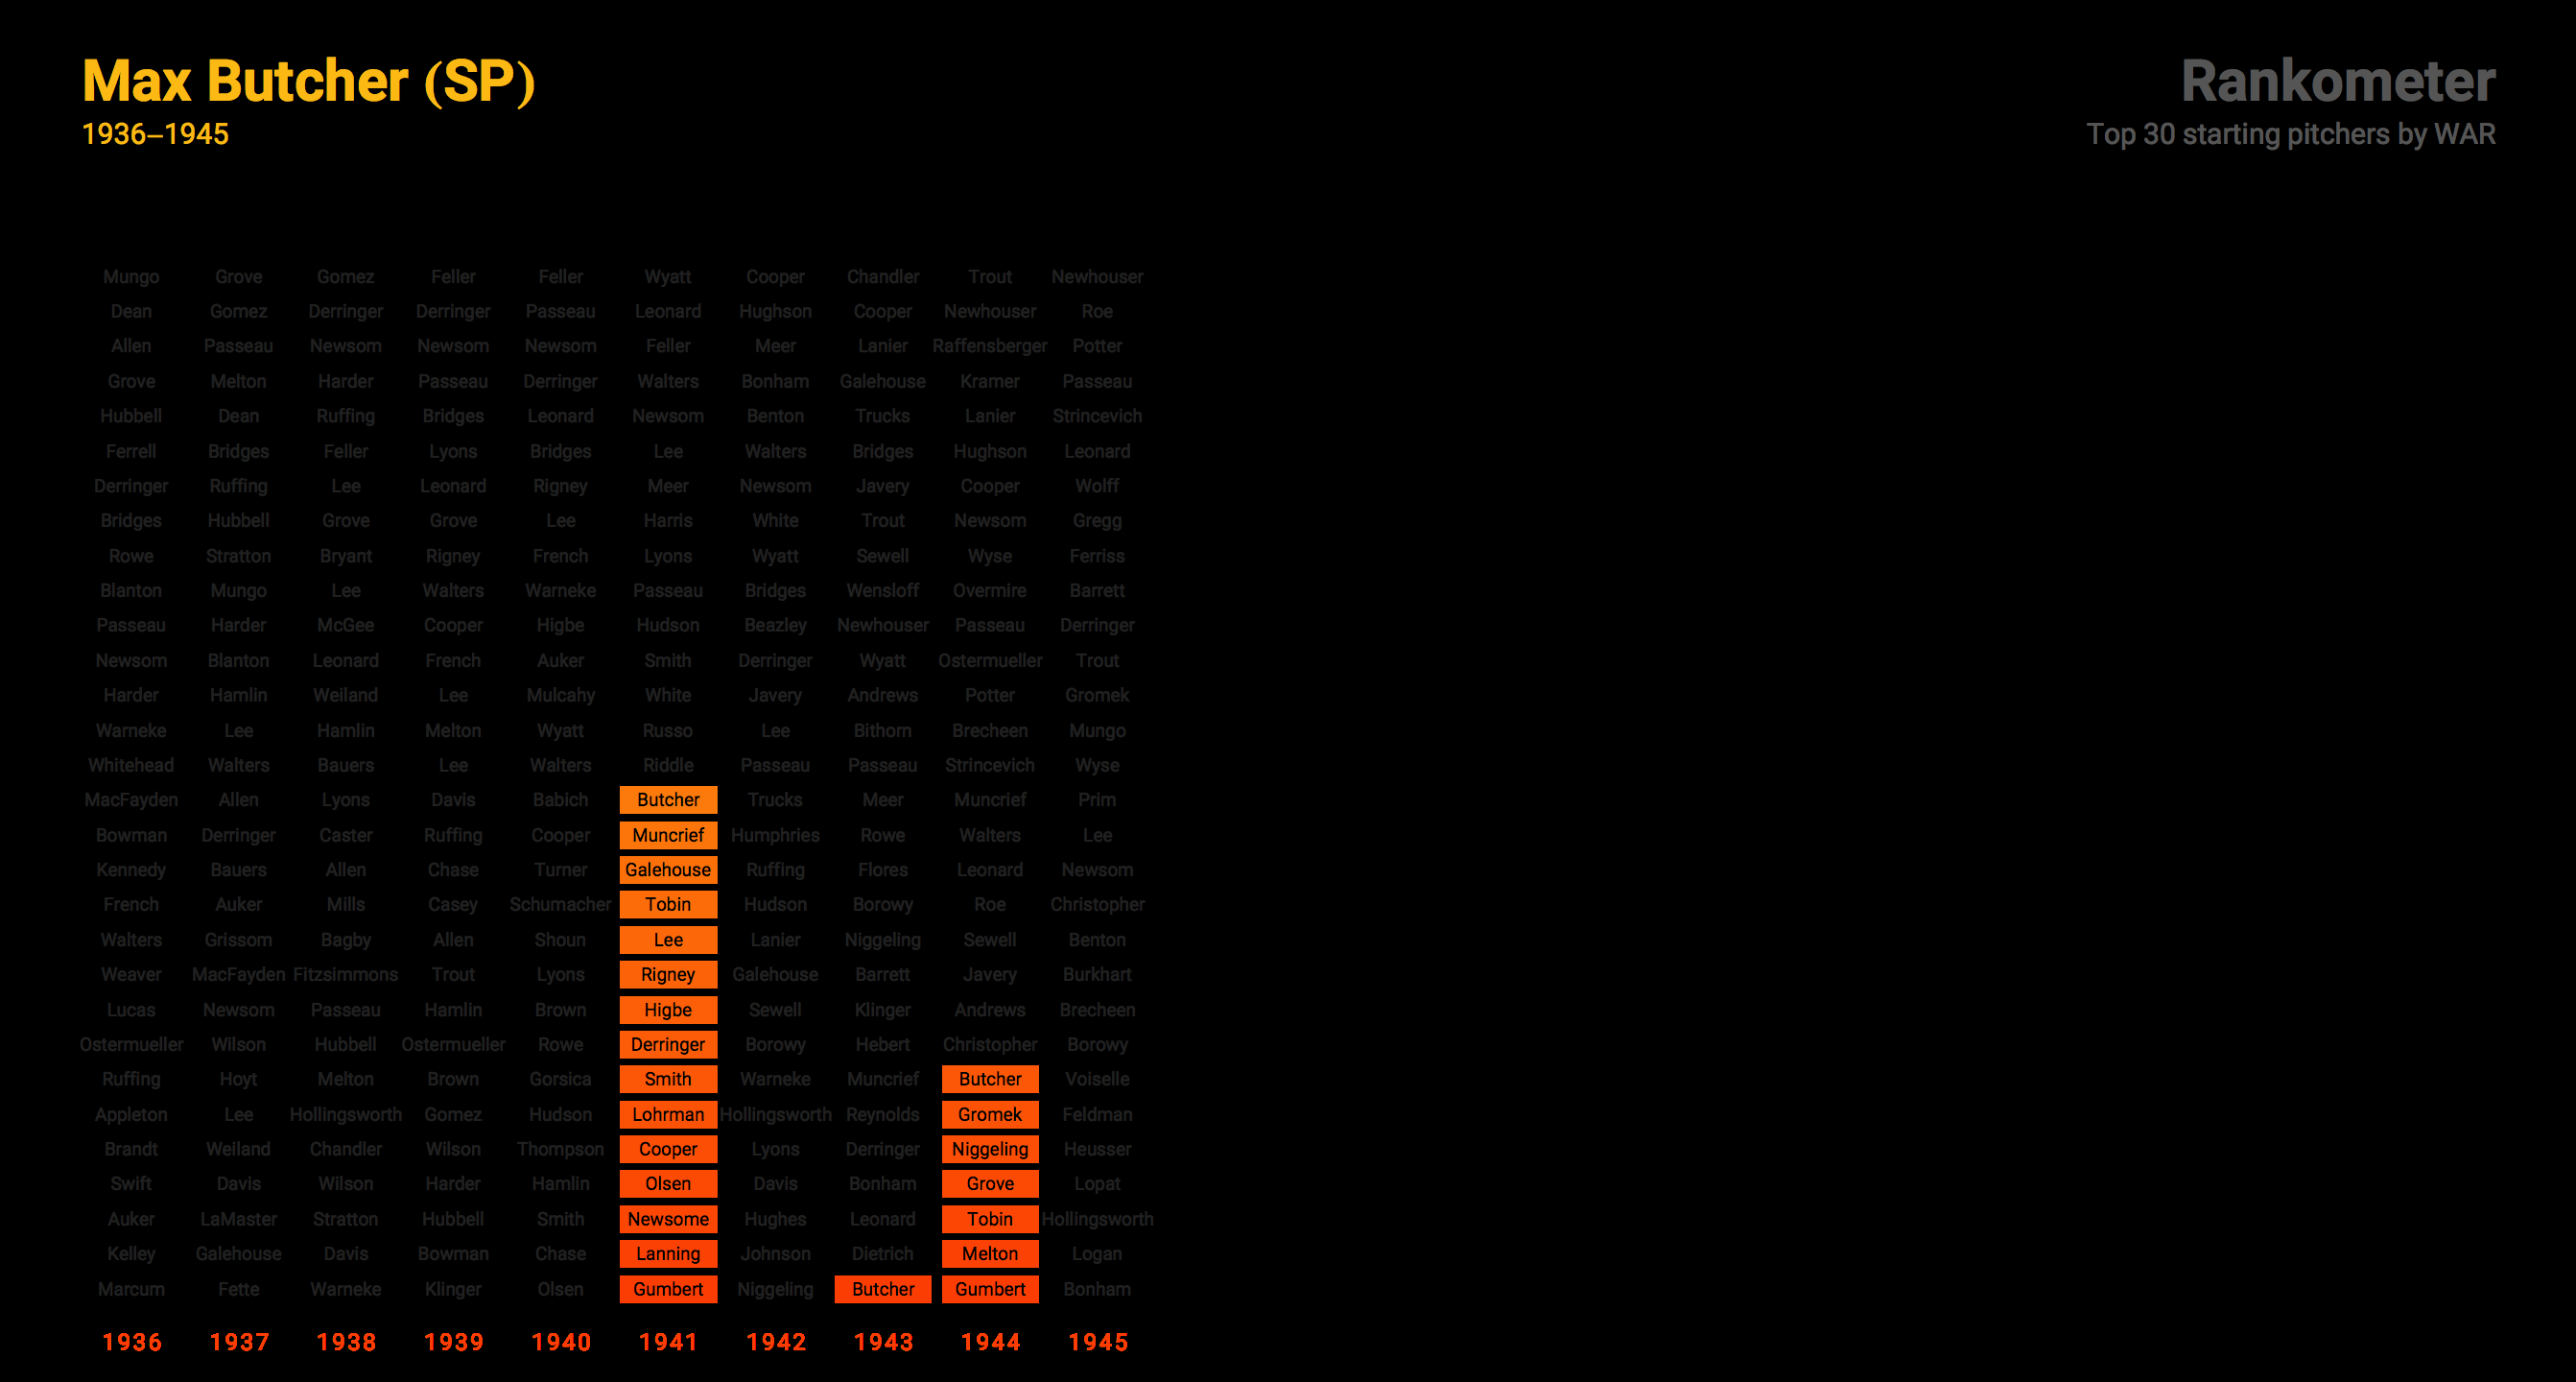 Max Butcher (SP)
1936–1945
Rankometer
Top 30 starting pitchers by WAR
Mungo Grove Gomez Feller Feller Wyatt Cooper Chandler Trout Newhouser
Dean Gomez Derringer Derringer Passeau Leonard Hughson Cooper Newhouser Roe
Allen Passeau Newsom Newsom Newsom Feller Meer Lanier Raffensberger Potter
Grove Melton Harder Passeau Derringer Walters Bonham Galehouse Kramer Passeau
Hubbell Dean Ruffing Bridges Leonard Newsom Benton Trucks Lanier Strincevich
Ferrell Bridges Feller Lyons Bridges Lee Walters Bridges Hughson Leonard
Derringer Ruffing Lee Leonard Rigney Meer Newsom Javery Cooper Wolff
Bridges Hubbell Grove Grove Lee Harris White Trout Newsom Gregg
Rowe Stratton Bryant Rigney French Lyons Wyatt Sewell Wyse Ferriss
Blanton Mungo Lee Walters Warneke Passeau Bridges Wensloff Overmire Barrett
Passeau Harder McGee Cooper Higbe Hudson Beazley Newhouser Passeau Derringer
Newsom Blanton Leonard French Auker Smith Derringer Wyatt Ostermueller Trout
Harder Hamlin Weiland Lee Mulcahy White Javery Andrews Potter Gromek
Warneke Lee Hamlin Melton Wyatt Russo Lee Bithorn Brecheen Mungo
Whitehead Walters Bauers Lee Walters Riddle Passeau Passeau Strincevich Wyse
MacFayden Allen Lyons Davis Babich Butcher Trucks Meer Muncrief Prim
Bowman Derringer Caster Ruffing Cooper Muncrief Humphries Rowe Walters Lee
Kennedy Bauers Allen Chase Turner Galehouse Ruffing Flores Leonard Newsom
French Auker Mills Casey Schumacher Tobin Hudson Borowy Roe Christopher
Walters Grissom Bagby Allen Shoun Lee Lanier Niggeling Sewell Benton
Weaver MacFayden Fitzsimmons Trout Lyons Rigney Galehouse Barrett Javery Burkhart
Lucas Newsom Passeau Hamlin Brown Higbe Sewell Klinger Andrews Brecheen
Ostermueller Wilson Hubbell Ostermueller Rowe Derringer Borowy Hebert Christopher Borowy
Ruffing Hoyt Melton Brown Gorsica Smith Warneke Muncrief Butcher Voiselle
Appleton Lee Hollingsworth Gomez Hudson Lohrman Hollingsworth Reynolds Gromek Feldman
Brandt Weiland Chandler Wilson Thompson Cooper Lyons Derringer Niggeling Heusser
Swift Davis Wilson Harder Hamlin Olsen Davis Bonham Grove Lopat
Auker LaMaster Stratton Hubbell Smith Newsome Hughes Leonard Tobin Hollingsworth
Kelley Galehouse Davis Bowman Chase Lanning Johnson Dietrich Melton Logan
Marcum Fette Warneke Klinger Olsen Gumbert Niggeling Butcher Gumbert Bonham
1936 1937 1938 1939 1940 1941 1942 1943 1944 1945